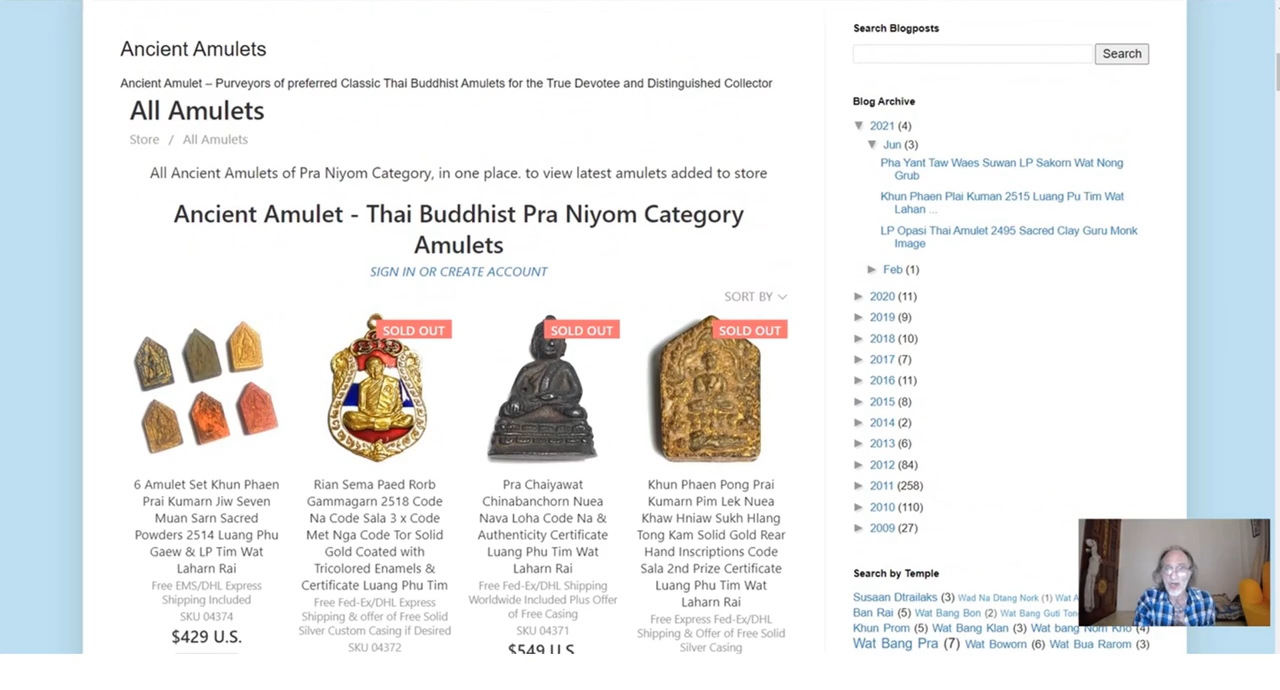 Ancient Amulets
Ancient Amulet – Purveyors of preferred Classic Thai Buddhist Amulets for the True Devotee and Distinguished Collector
All Amulets
Store / All Amulets
All Ancient Amulets of Pra Niyom Category, in one place. to view latest amulets added to store
Ancient Amulet - Thai Buddhist Pra Niyom Category
Amulets
SIGN IN OR CREATE ACCOUNT
SORT BY
6 Amulet Set Khun Phaen
Prai Kumarn Jiw Seven
Muan Sarn Sacred
Powders 2514 Luang Phu
Gaew & LP Tim Wat
Laharn Rai
Free EMS/DHL Express
Shipping Included
SKU 04374
$429 U.S.
SOLD OUT
Rian Sema Paed Rorb
Gammagarn 2518 Code
Na Code Sala 3 x Code
Met Nga Code Tor Solid
Gold Coated with
Tricolored Enamels &
Certificate Luang Phu Tim
Free Fed-Ex/DHL Express
Shipping & offer of Free Solid
Silver Custom Casing if Desired
SKU 04372
SOLD OUT
Pra Chaiyawat
Chinabanchorn Nuea
Nava Loha Code Na &
Authenticity Certificate
Luang Phu Tim Wat
Laharn Rai
Free Fed-Ex/DHL Shipping
Worldwide Included Plus Offer
of Free Casing
SKU 04371
$549 U.S.
SOLD OUT
Khun Phaen Pong Prai
Kumarn Pim Lek Nuea
Khaw Hniaw Sukh Hlang
Tong Kam Solid Gold Rear
Hand Inscriptions Code
Sala 2nd Prize Certificate
Luang Phu Tim Wat
Laharn Rai
Free Express Fed-Ex/DHL
Shipping & Offer of Free Solid
Silver Casing
Search Blogposts
Search
Blog Archive
2021 (4)
Jun (3)
Pha Yant Taw Waes Suwan LP Sakorn Wat Nong
Grub
Khun Phaen Plai Kuman 2515 Luang Pu Tim Wat
Lahan ...
LP Opasi Thai Amulet 2495 Sacred Clay Guru Monk
Image
Feb (1)
2020 (11)
2019 (9)
2018 (10)
2017 (7)
2016 (11)
2015 (8)
2014 (2)
2013 (6)
2012 (84)
2011 (258)
2010 (110)
2009 (27)
Search by Temple
Susaan Dtrailaks (3) Wad Na Dtang Nork (1) Wat A
Ban Rai (5) Wat Bang Bon (2) Wat Bang Guti Ton
Khun Prom (5) Wat Bang Klan (3) Wat bang Nom Kho (4)
Wat Bang Pra (7) Wat Boworn (6) Wat Bua Rarom (3)